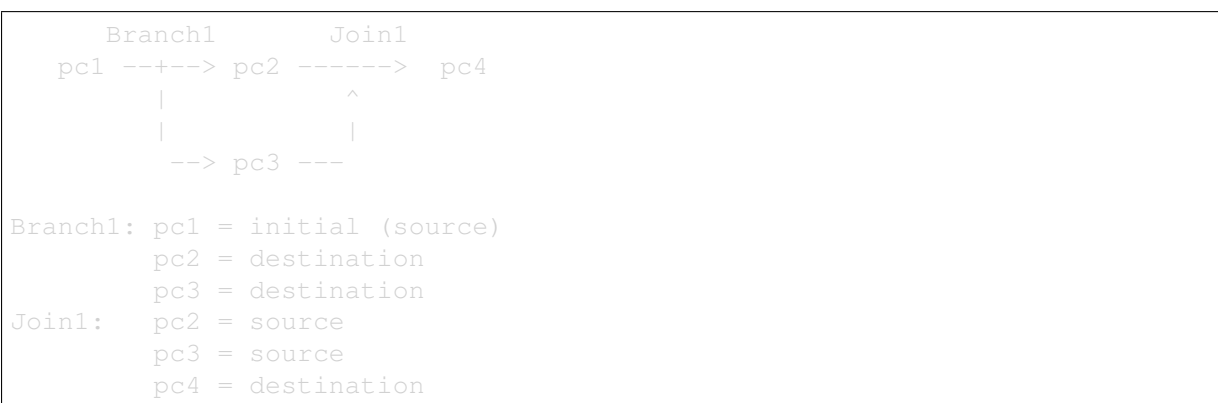 Branch1        Join1
   pc1 --+--> pc2 ------>  pc4
         |            ^
         |            |
          --> pc3 ---

Branch1: pc1 = initial (source)
         pc2 = destination
         pc3 = destination
Join1:   pc2 = source
         pc3 = source
         pc4 = destination